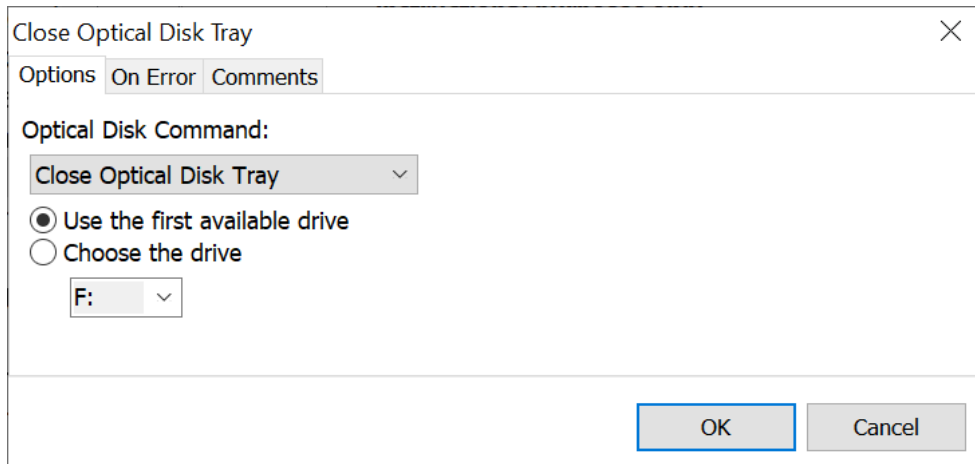 Close Optical Disk Tray
Options On Error Comments
Optical Disk Command:
Close Optical Disk Tray
Use the first available drive
Choose the drive
F:
OK Cancel